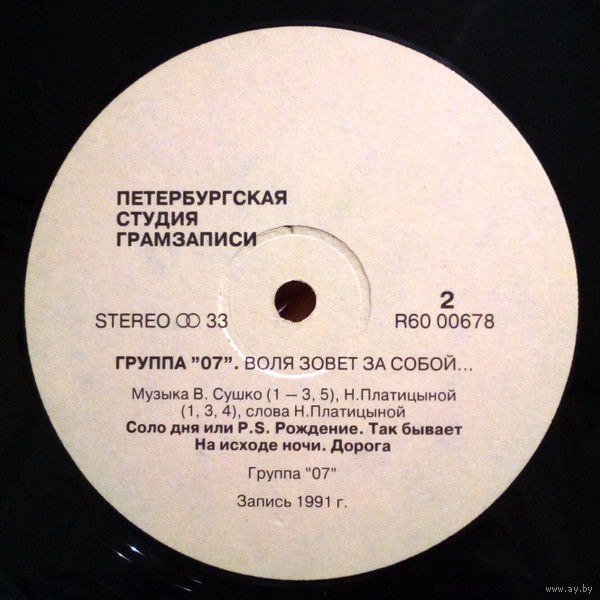 ПЕТЕРБУРГСКАЯ
СТУДИЯ
ГРАМЗАПИСИ
STEREO 33
2
R60 00678
ГРУППА "07". ВОЛЯ ЗОВЕТ ЗА СОБОЙ...
Музыка В. Сушко (1 — 3, 5), Н.Платицыной
(1, 3, 4), слова Н.Платицыной
Соло дня или P.S. Рождение. Так бывает
На исходе ночи. Дорога
Группа "07"
Запись 1991 г.
www.ay.by